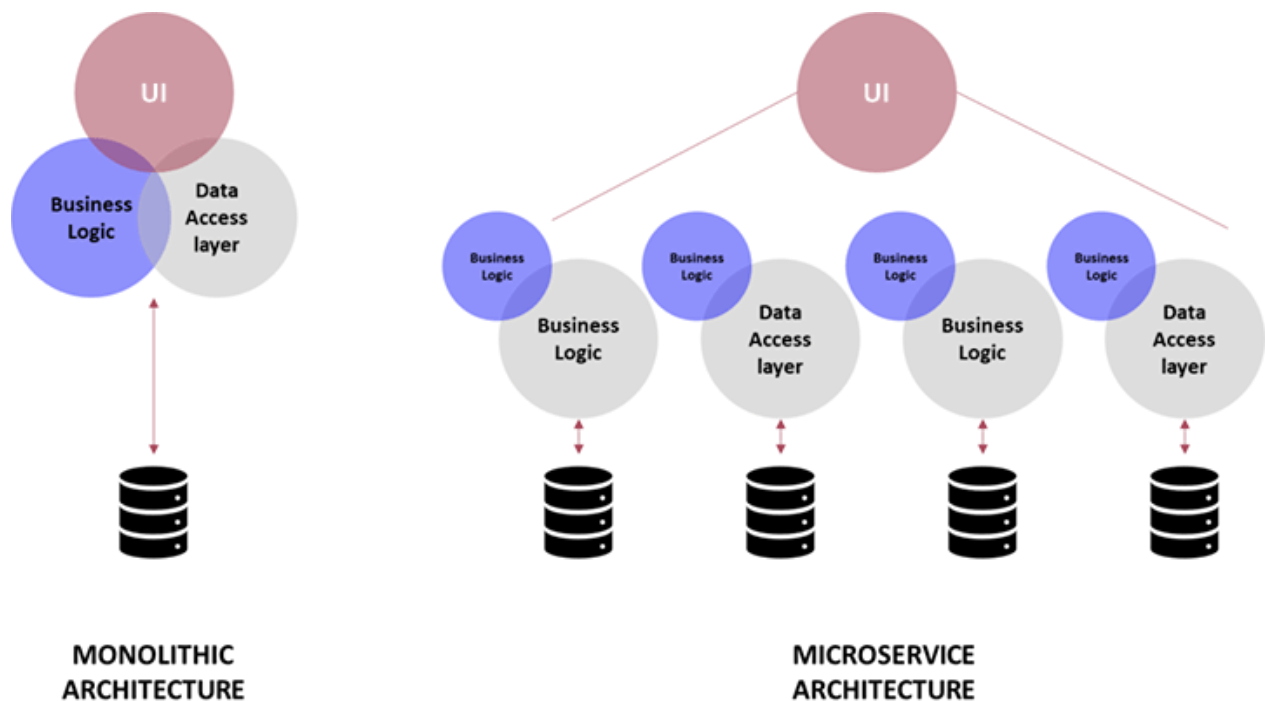 UI
Business
Logic
Data
Access
layer
MONOLITHIC
ARCHITECTURE
UI
Business
Logic
Business
Logic
Business
Logic
Data
Access
layer
Business
Logic
Business
Logic
Business
Logic
Data
Access
layer
MICROSERVICE
ARCHITECTURE